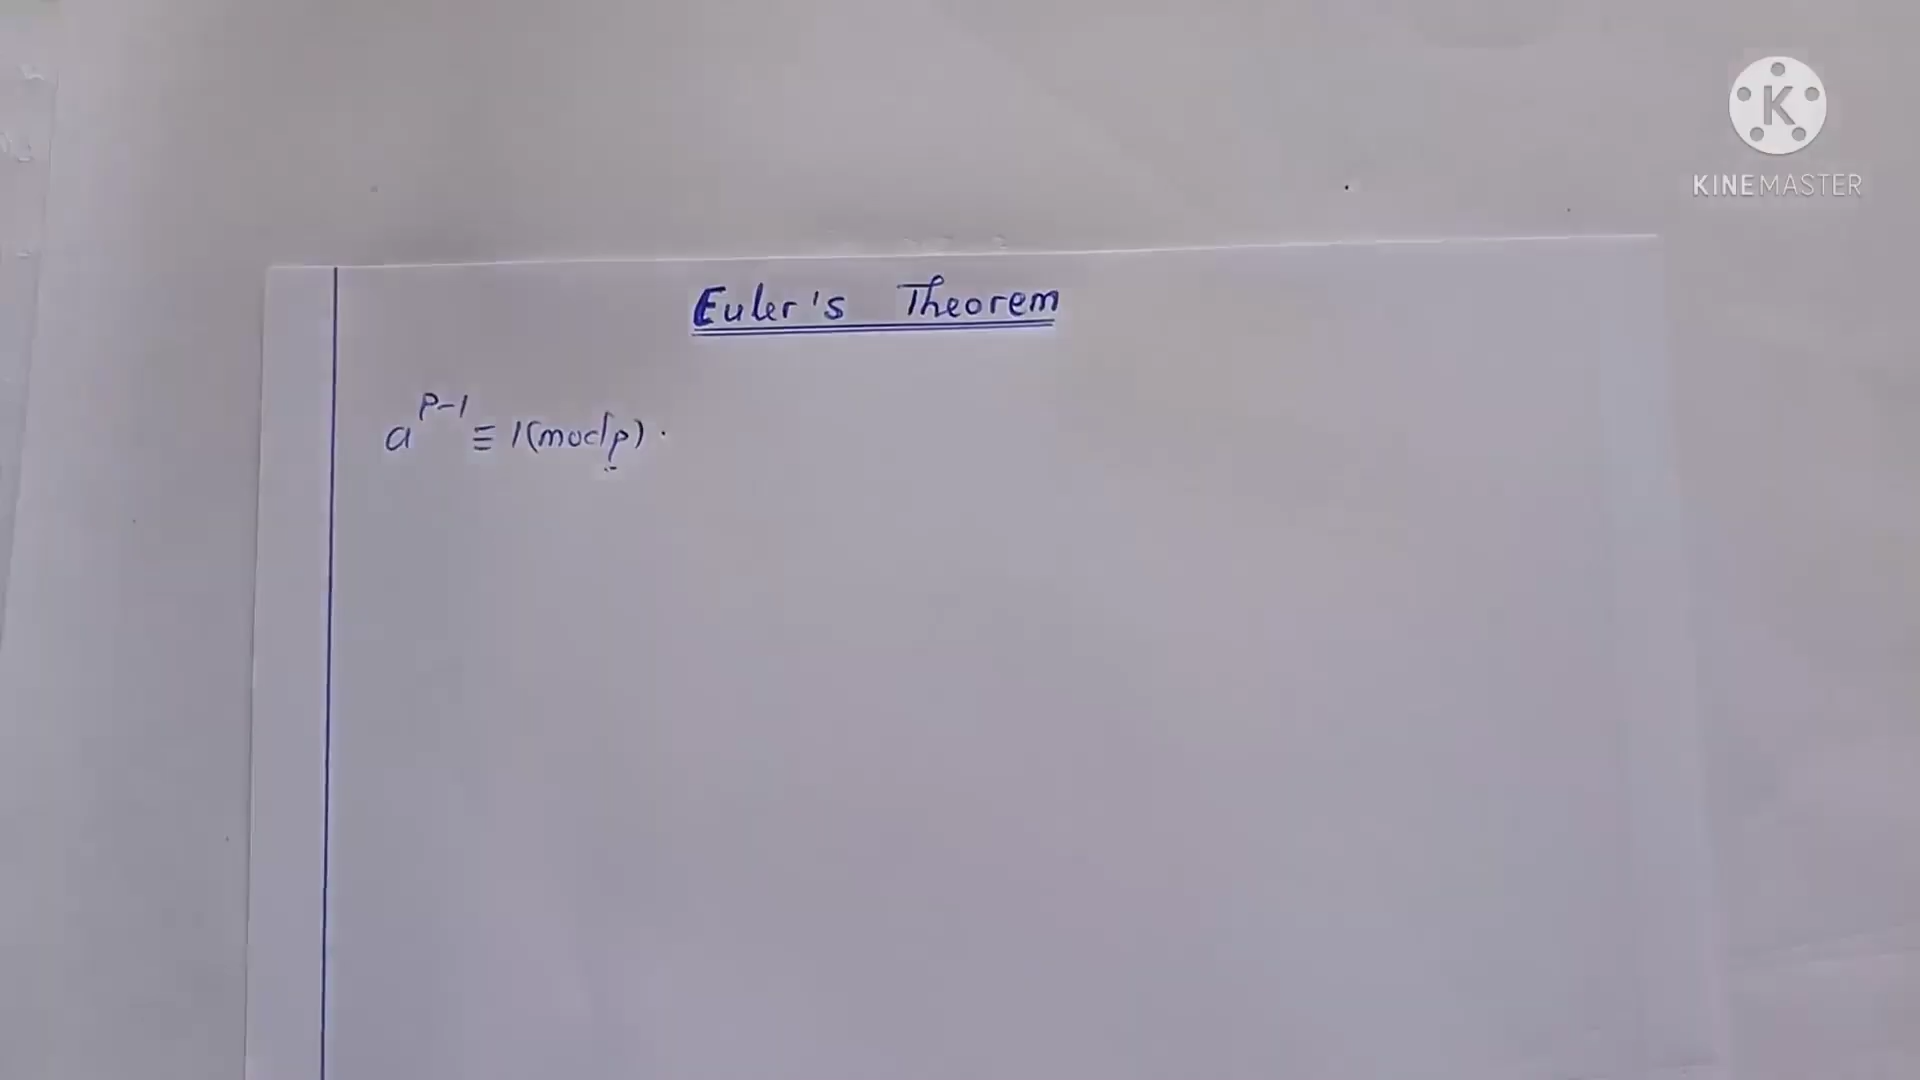 K
KINEMASTER
Euler's Theorem
a^{p-1} ≡ 1(mod p).